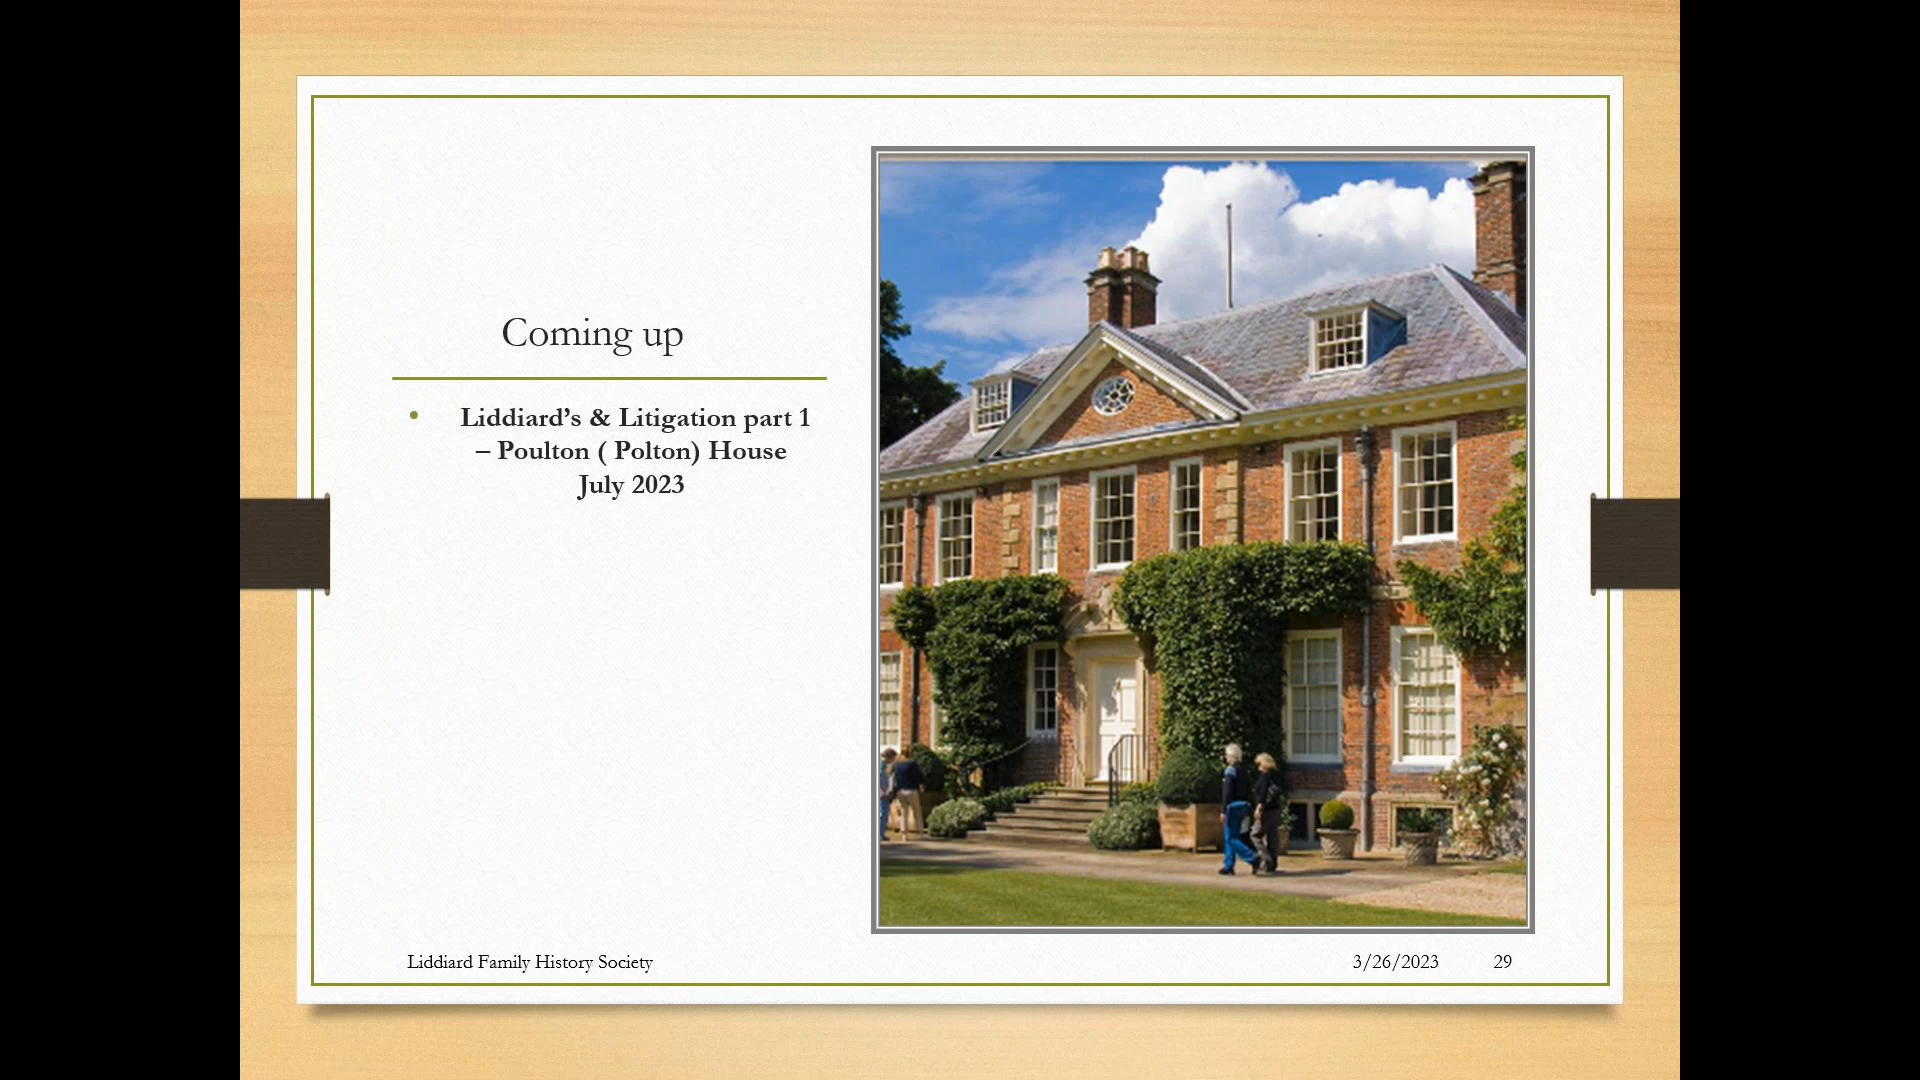 Coming up
• Liddiard’s & Litigation part 1
– Poulton ( Polton) House
July 2023
Liddiard Family History Society 3/26/2023 29